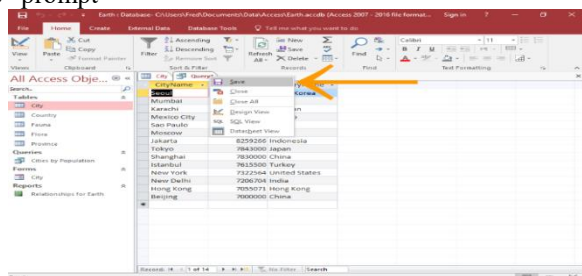 prompt
Earth : Database- C:\Users\Fred\Documents\Data\Access\Earth.accdb (Access 2007 - 2016 file format... Sign in ?
File Home Create External Data Database Tools Tell me what you want to do
View Paste Cut Copy Format Painter
Filter Ascending Descending Remove Sort
Refresh All New Save Delete
Find
Calibri 11
B I U
Views Clipboard Sort & Filter Records Find Text Formatting
All Access Obje...
Search...
Tables
City
Country
Fauna
Flora
Province
Queries
Cities by Population
Forms
City
Reports
Relationships for Earth
City Query
Save
Close
Close All
Design View
SQL SQL View
Datasheet View
CityName
Seoul Korea
Mumbai
Karachi
Mexico City
Sao Paulo
Moscow
Jakarta 8259266 Indonesia
Tokyo 7843000 Japan
Shanghai 7830000 China
Istanbul 7615500 Turkey
New York 7322564 United States
New Delhi 7206704 India
Hong Kong 7055071 Hong Kong
Beijing 7000000 China
Record: 1 of 14 No Filter Search